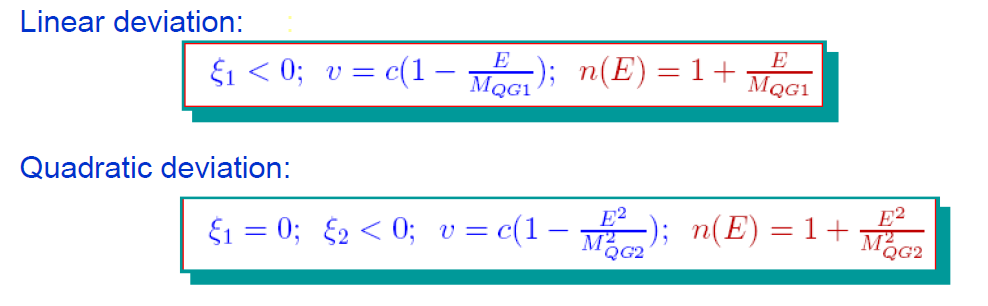 Linear deviation:
ξ₁ < 0; v = c(1 − E/M_QG1); n(E) = 1 + E/M_QG1
Quadratic deviation:
ξ₁ = 0; ξ₂ < 0; v = c(1 − E²/M²_QG2); n(E) = 1 + E²/M²_QG2